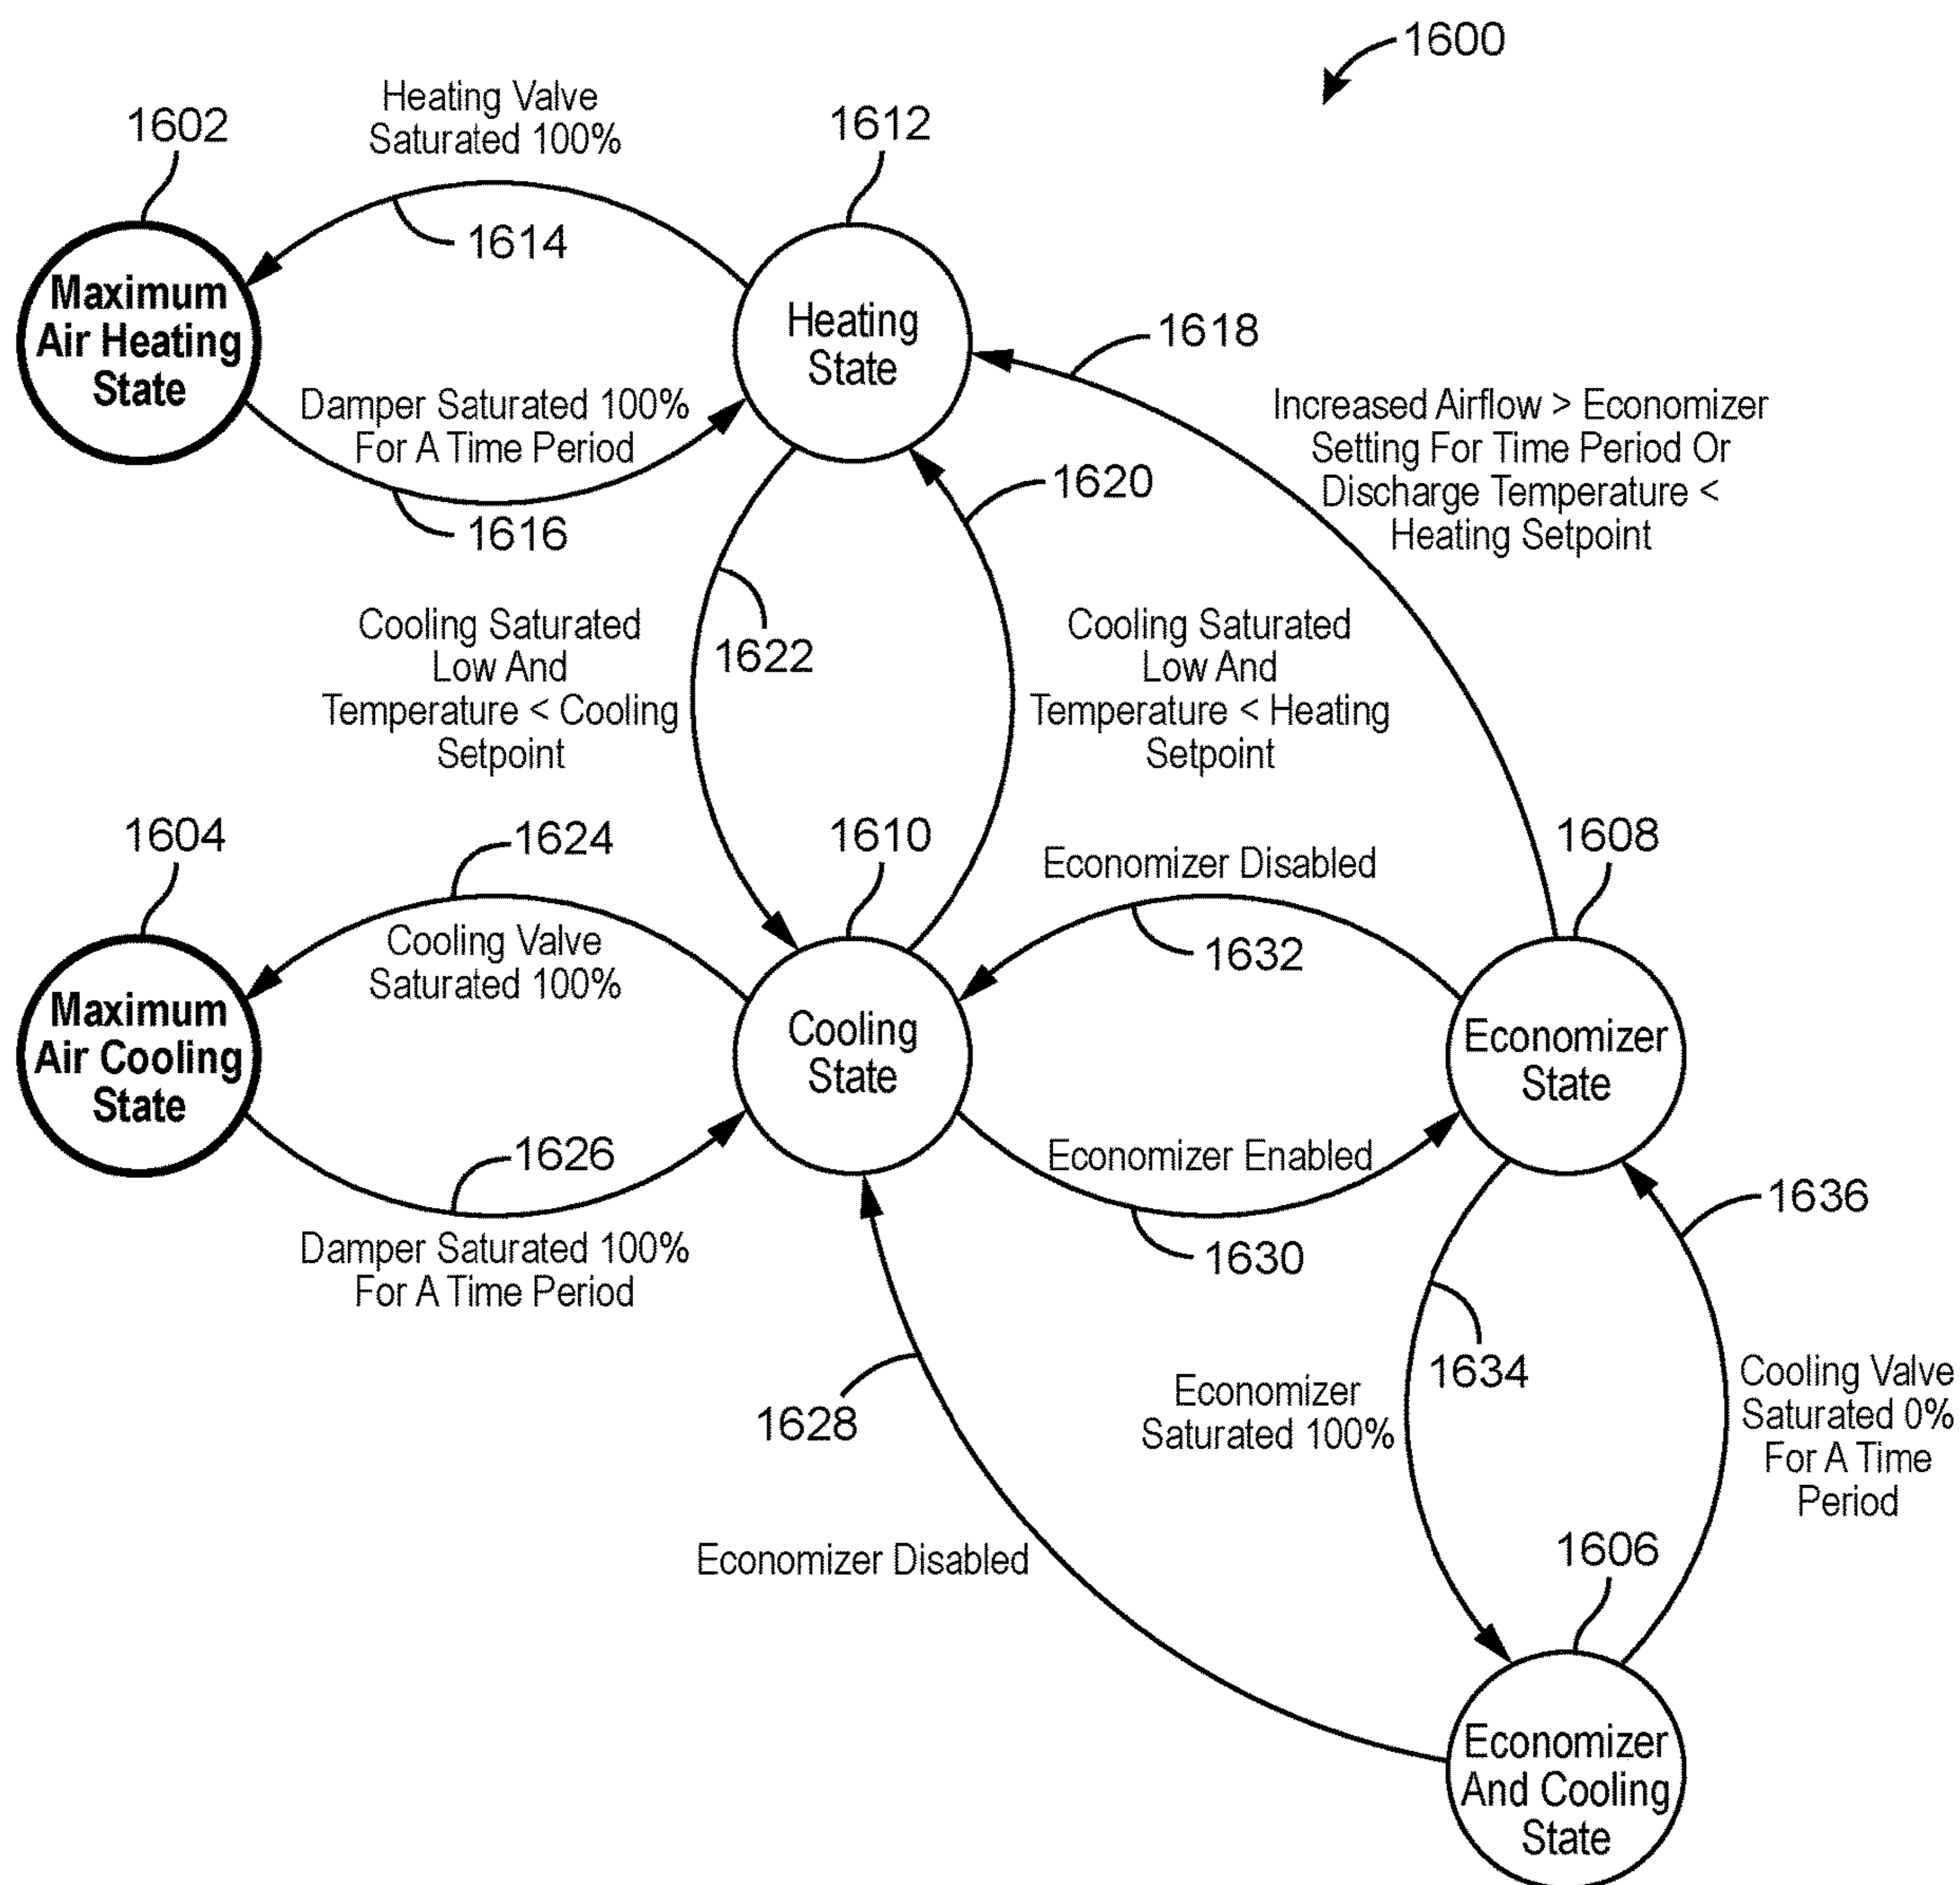 1600
Heating Valve
Saturated 100%
1602
1612
1614
Maximum
Air Heating
State
Heating
State
1618
Damper Saturated 100%
For A Time Period
1616
Increased Airflow > Economizer
Setting For Time Period Or
Discharge Temperature <
Heating Setpoint
1620
Cooling Saturated
Low And
Temperature < Cooling
Setpoint
1622
Cooling Saturated
Low And
Temperature < Heating
Setpoint
1604
1624
1610
1608
Economizer Disabled
Cooling Valve
Saturated 100%
1632
Maximum
Air Cooling
State
Cooling
State
Economizer
State
1626
Economizer Enabled
1636
Damper Saturated 100%
For A Time Period
1630
1628
1634
Economizer
Saturated 100%
Cooling Valve
Saturated 0%
For A Time
Period
Economizer Disabled
1606
Economizer
And Cooling
State